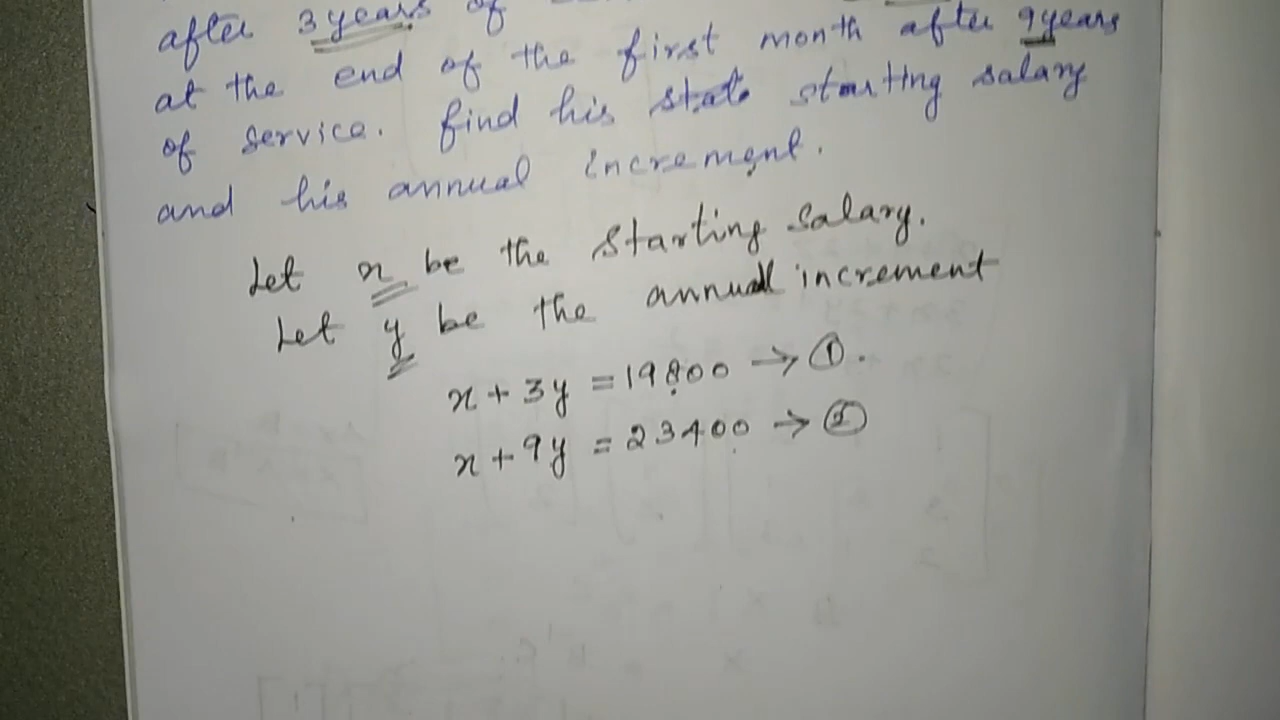 after 3 years of
at the end of the first month after 9 years
of service. find his stat starting salary
and his annual increment.
Let x be the starting salary.
Let y be the annual increment
x + 3y = 19800 → ①.
x + 9y = 23400 → ②